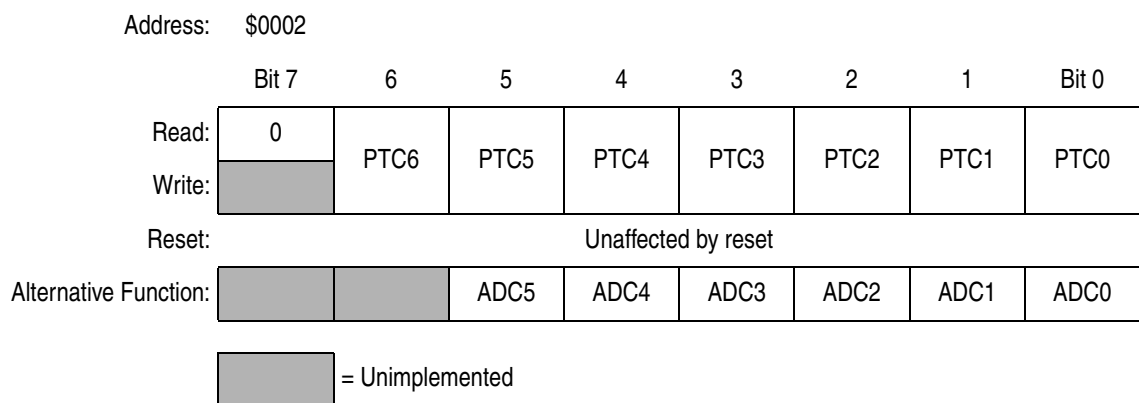 Address: $0002
Bit 7 6 5 4 3 2 1 Bit 0
Read: 0
PTC6 PTC5 PTC4 PTC3 PTC2 PTC1 PTC0
Write:
Reset: Unaffected by reset
Alternative Function: ADC5 ADC4 ADC3 ADC2 ADC1 ADC0
= Unimplemented